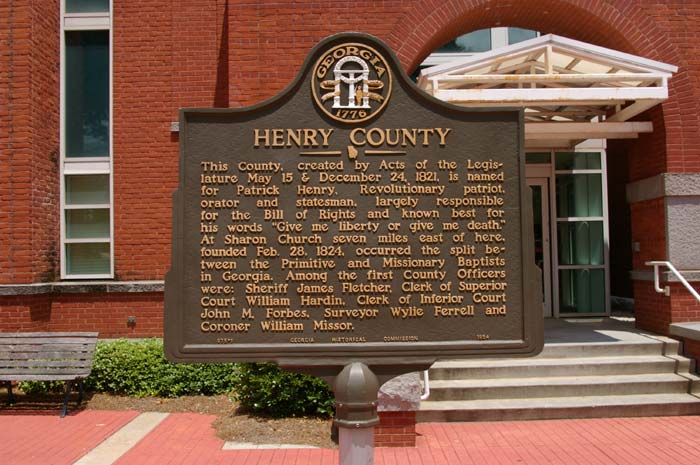 GEORGIA
1776
HENRY COUNTY
This County, created by Acts of the Legis-
lature May 15 & December 24, 1821, is named
for Patrick Henry, Revolutionary patriot,
orator and statesman, largely responsible
for the Bill of Rights and known best for
his words "Give me liberty or give me death."
At Sharon Church seven miles east of here,
founded Feb. 28, 1824, occurred the split be-
tween the Primitive and Missionary Baptists
in Georgia. Among the first County Officers
were: Sheriff James Fletcher, Clerk of Superior
Court William Hardin, Clerk of Inferior Court
John M. Forbes, Surveyor Wylie Ferrell and
Coroner William Missor.
GEORGIA HISTORICAL COMMISSION 1954